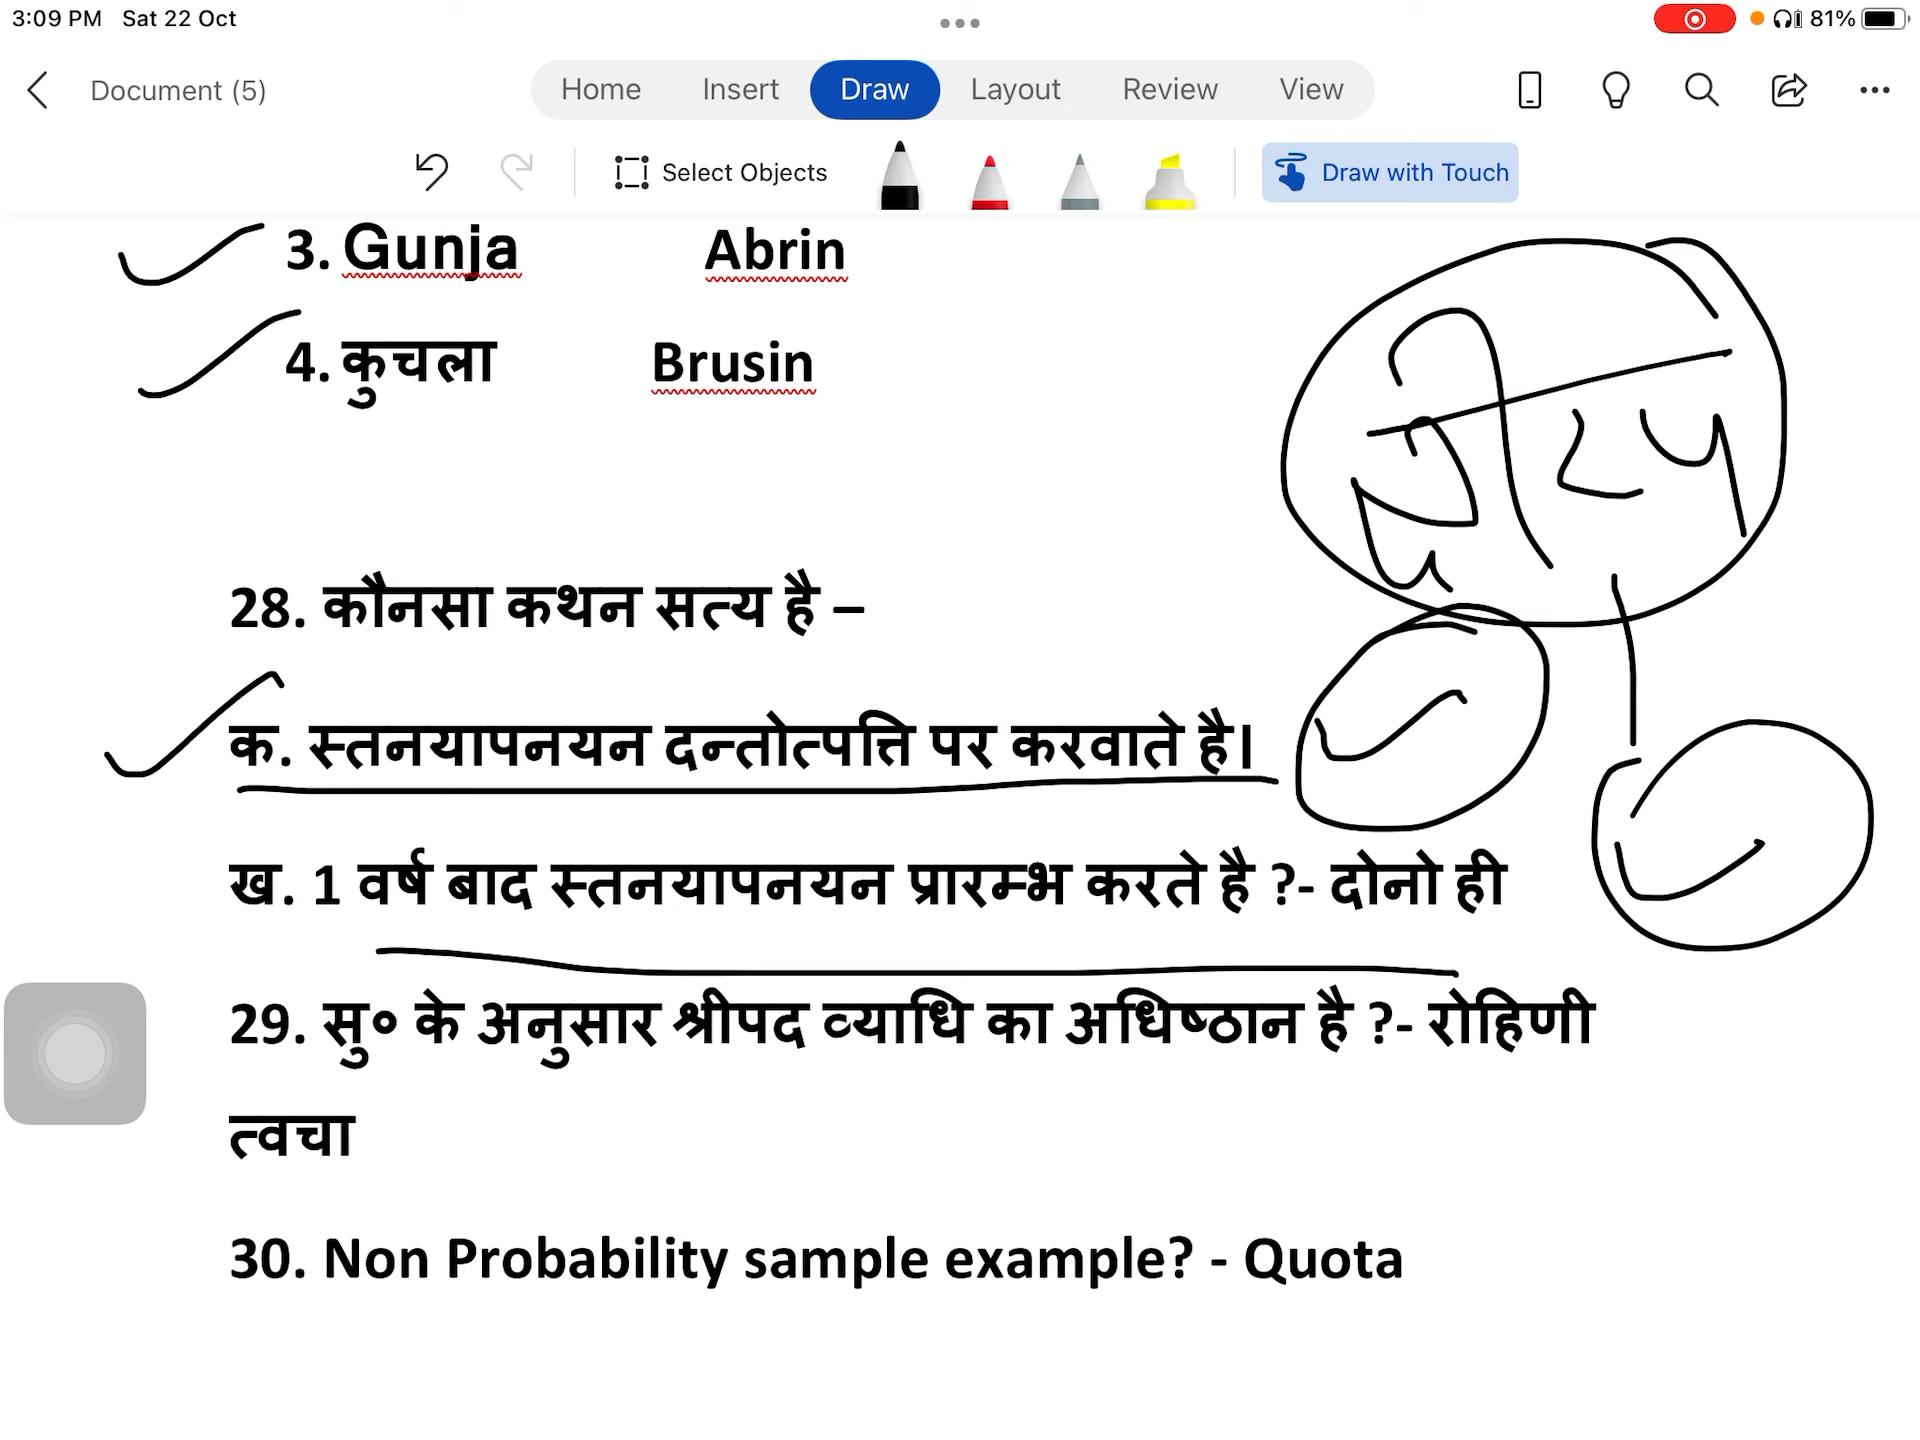 3:09 PM Sat 22 Oct
81%
Document (5)
Home Insert Draw Layout Review View
Select Objects
Draw with Touch
3. Gunja Abrin
4. कुचला Brusin
28. कौनसा कथन सत्य है –
क. स्तनयापनयन दन्तोत्पत्ति पर करवाते है।
ख. 1 वर्ष बाद स्तनयापनयन प्रारम्भ करते है ?- दोनो ही
29. सु० के अनुसार श्रीपद व्याधि का अधिष्ठान है ?- रोहिणी
त्वचा
30. Non Probability sample example? - Quota